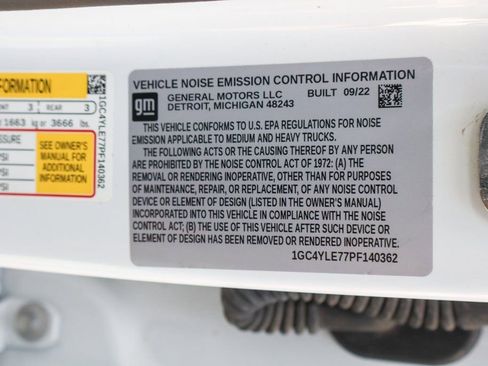 FORMATION
3 REAR 3
1663 kg or 3666 lbs.
SEE OWNER'S
MANUAL FOR
ADDITIONAL
INFORMATION
PSI
PSI
1GC4YLE77PF140362
VEHICLE NOISE EMISSION CONTROL INFORMATION
gm
GENERAL MOTORS LLC BUILT 09/22
DETROIT, MICHIGAN 48243
THIS VEHICLE CONFORMS TO U.S. EPA REGULATIONS FOR NOISE
EMISSION APPLICABLE TO MEDIUM AND HEAVY TRUCKS.
THE FOLLOWING ACTS OR THE CAUSING THEREOF BY ANY PERSON
ARE PROHIBITED BY THE NOISE CONTROL ACT OF 1972: (A) THE
REMOVAL OR RENDERING INOPERATIVE, OTHER THAN FOR PURPOSES
OF MAINTENANCE, REPAIR, OR REPLACEMENT, OF ANY NOISE CONTROL
DEVICE OR ELEMENT OF DESIGN (LISTED IN THE OWNER'S MANUAL)
INCORPORATED INTO THIS VEHICLE IN COMPLIANCE WITH THE NOISE
CONTROL ACT; (B) THE USE OF THIS VEHICLE AFTER SUCH DEVICE OR
ELEMENT OF DESIGN HAS BEEN REMOVED OR RENDERED INOPERATIVE.
1GC4YLE77PF140362